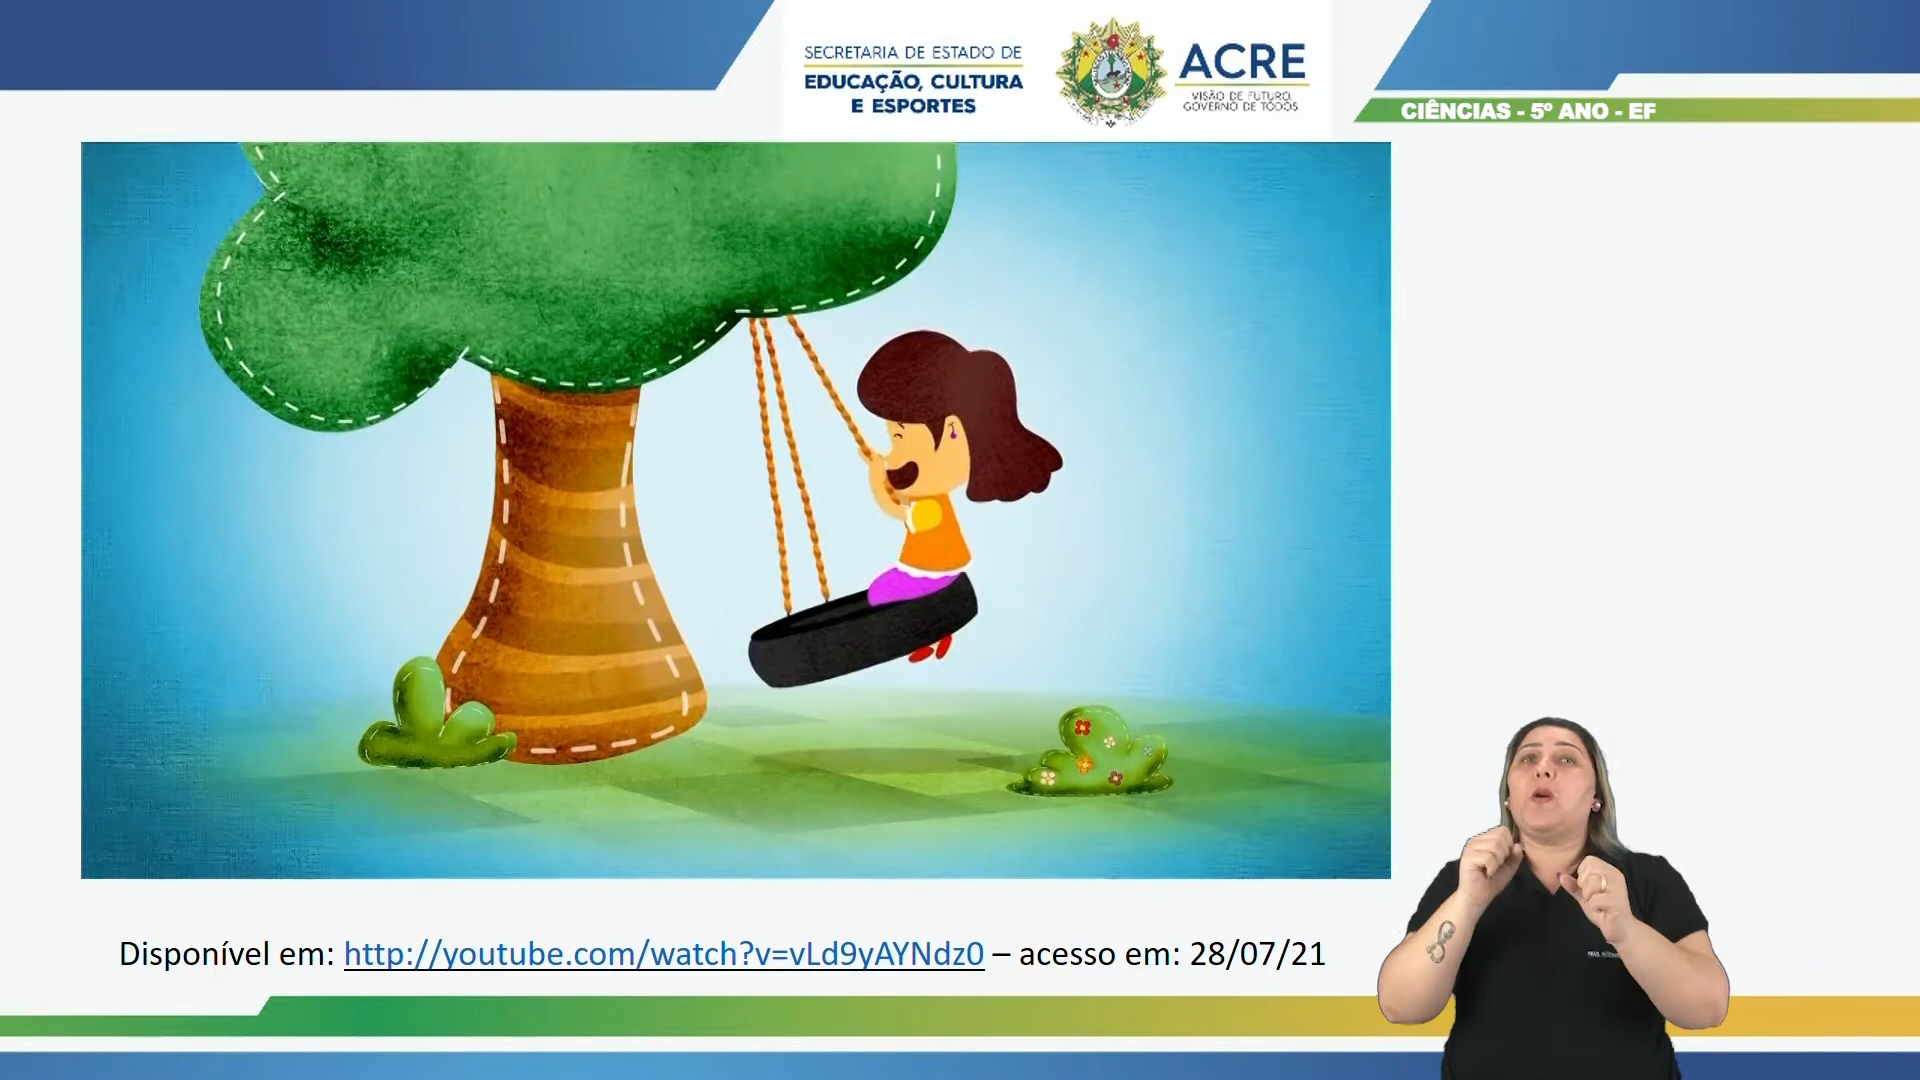 SECRETARIA DE ESTADO DE
EDUCAÇÃO, CULTURA
E ESPORTES
ACRE
VISÃO DE FUTURO,
GOVERNO DE TODOS
CIÊNCIAS - 5º ANO - EF
Disponível em: http://youtube.com/watch?v=vLd9yAYNdz0 – acesso em: 28/07/21